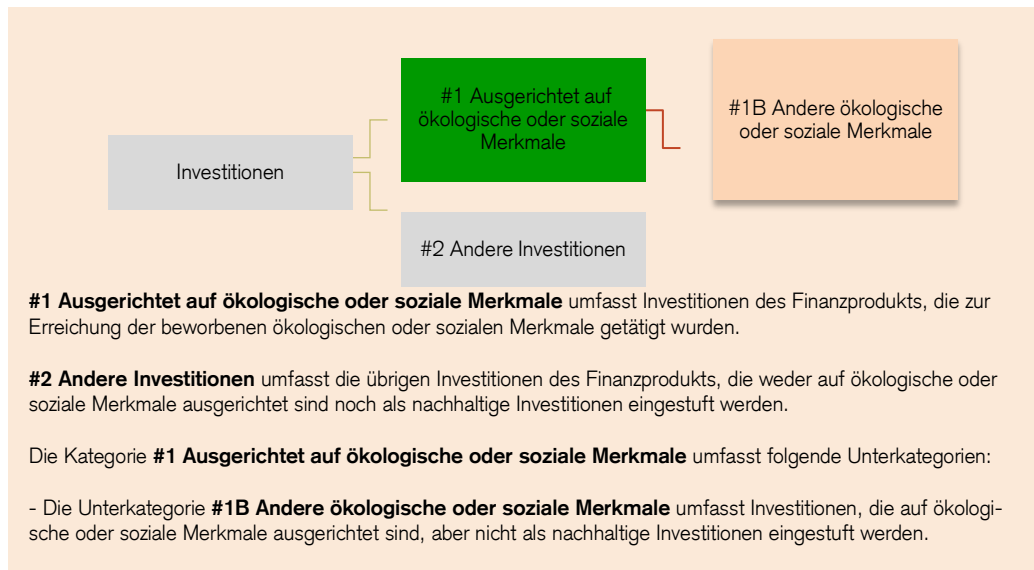 #1 Ausgerichtet auf
ökologische oder soziale
Merkmale
#1B Andere ökologische
oder soziale Merkmale
Investitionen
#2 Andere Investitionen
#1 Ausgerichtet auf ökologische oder soziale Merkmale umfasst Investitionen des Finanzprodukts, die zur
Erreichung der beworbenen ökologischen oder sozialen Merkmale getätigt wurden.
#2 Andere Investitionen umfasst die übrigen Investitionen des Finanzprodukts, die weder auf ökologische oder
soziale Merkmale ausgerichtet sind noch als nachhaltige Investitionen eingestuft werden.
Die Kategorie #1 Ausgerichtet auf ökologische oder soziale Merkmale umfasst folgende Unterkategorien:
- Die Unterkategorie #1B Andere ökologische oder soziale Merkmale umfasst Investitionen, die auf ökologi-
sche oder soziale Merkmale ausgerichtet sind, aber nicht als nachhaltige Investitionen eingestuft werden.